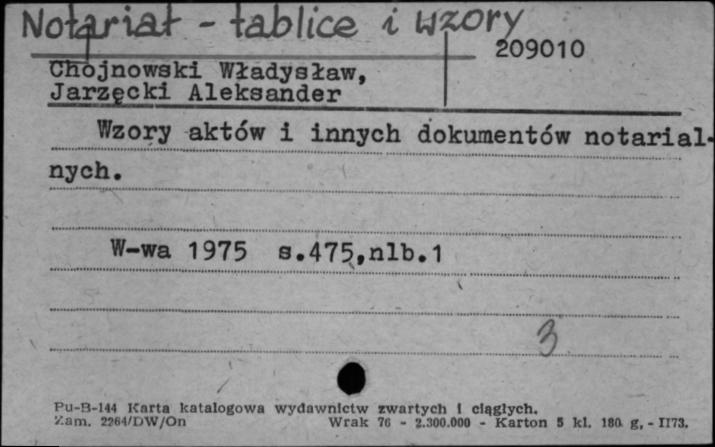 Notariał - tablice i wzory
209010
Chojnowski Władysław,
Jarzęcki Aleksander
Wzory aktów i innych dokumentów notarial-
nych.
W-wa 1975 s.475,nlb.1
3
Pu-B-144 Karta katalogowa wydawnictw zwartych i ciągłych.
Zam. 2264/DW/On Wrak 76 - 2.300.000 - Karton 5 kl. 180 g. - II73.